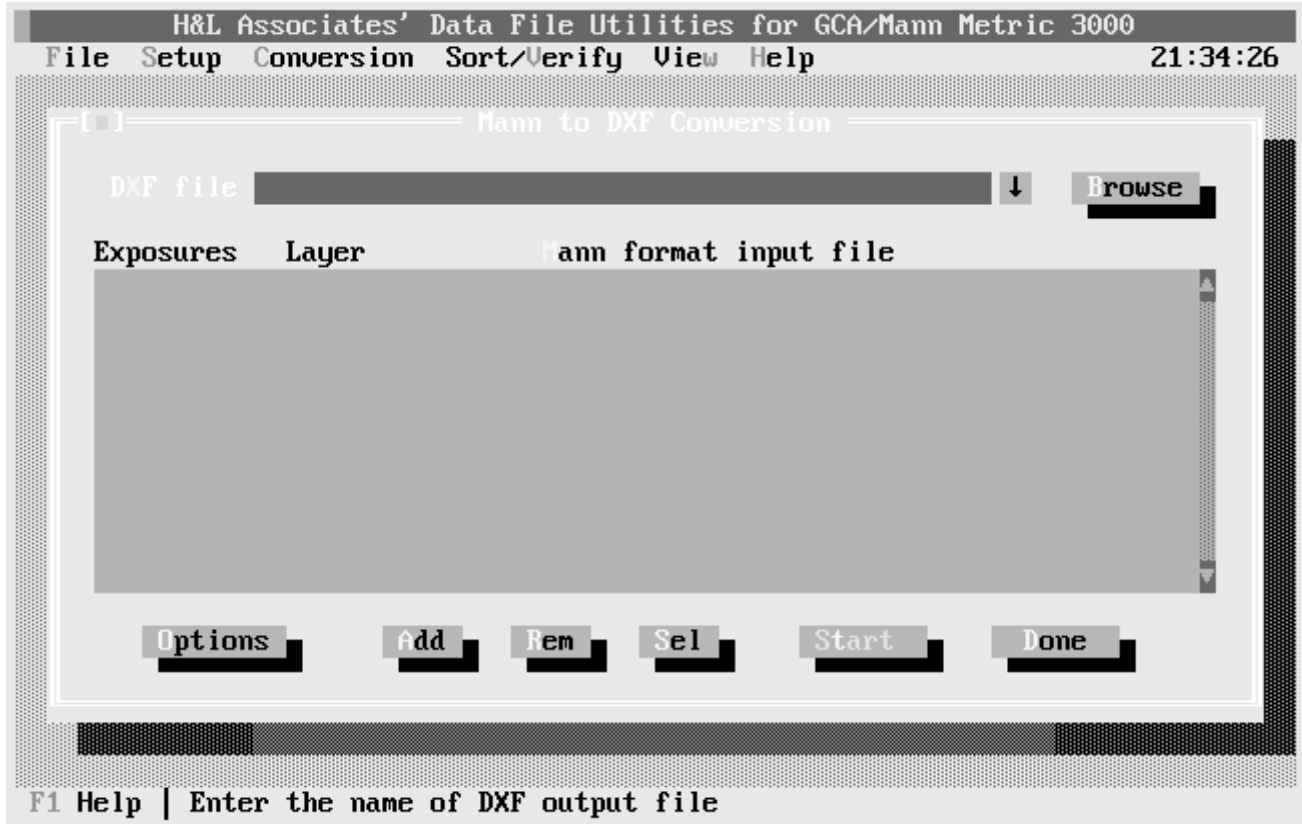 H&L Associates' Data File Utilities for GCA/Mann Metric 3000
File Setup Conversion Sort/Verify View Help 21:34:26
[■] Mann to DXF Conversion
DXF file ↓ Browse
Exposures Layer Mann format input file
Options Add Rem Sel Start Done
F1 Help | Enter the name of DXF output file